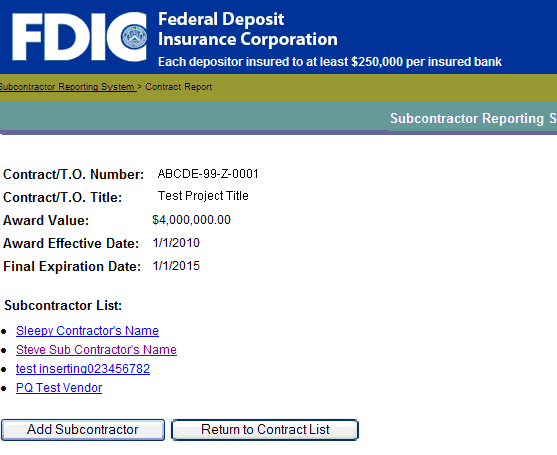 FDIC Federal Deposit
Insurance Corporation
Each depositor insured to at least $250,000 per insured bank
Subcontractor Reporting System > Contract Report
Subcontractor Reporting S
Contract/T.O. Number: ABCDE-99-Z-0001
Contract/T.O. Title: Test Project Title
Award Value: $4,000,000.00
Award Effective Date: 1/1/2010
Final Expiration Date: 1/1/2015
Subcontractor List:
• Sleepy Contractor's Name
• Steve Sub Contractor's Name
• test inserting023456782
• PQ Test Vendor
Add Subcontractor Return to Contract List